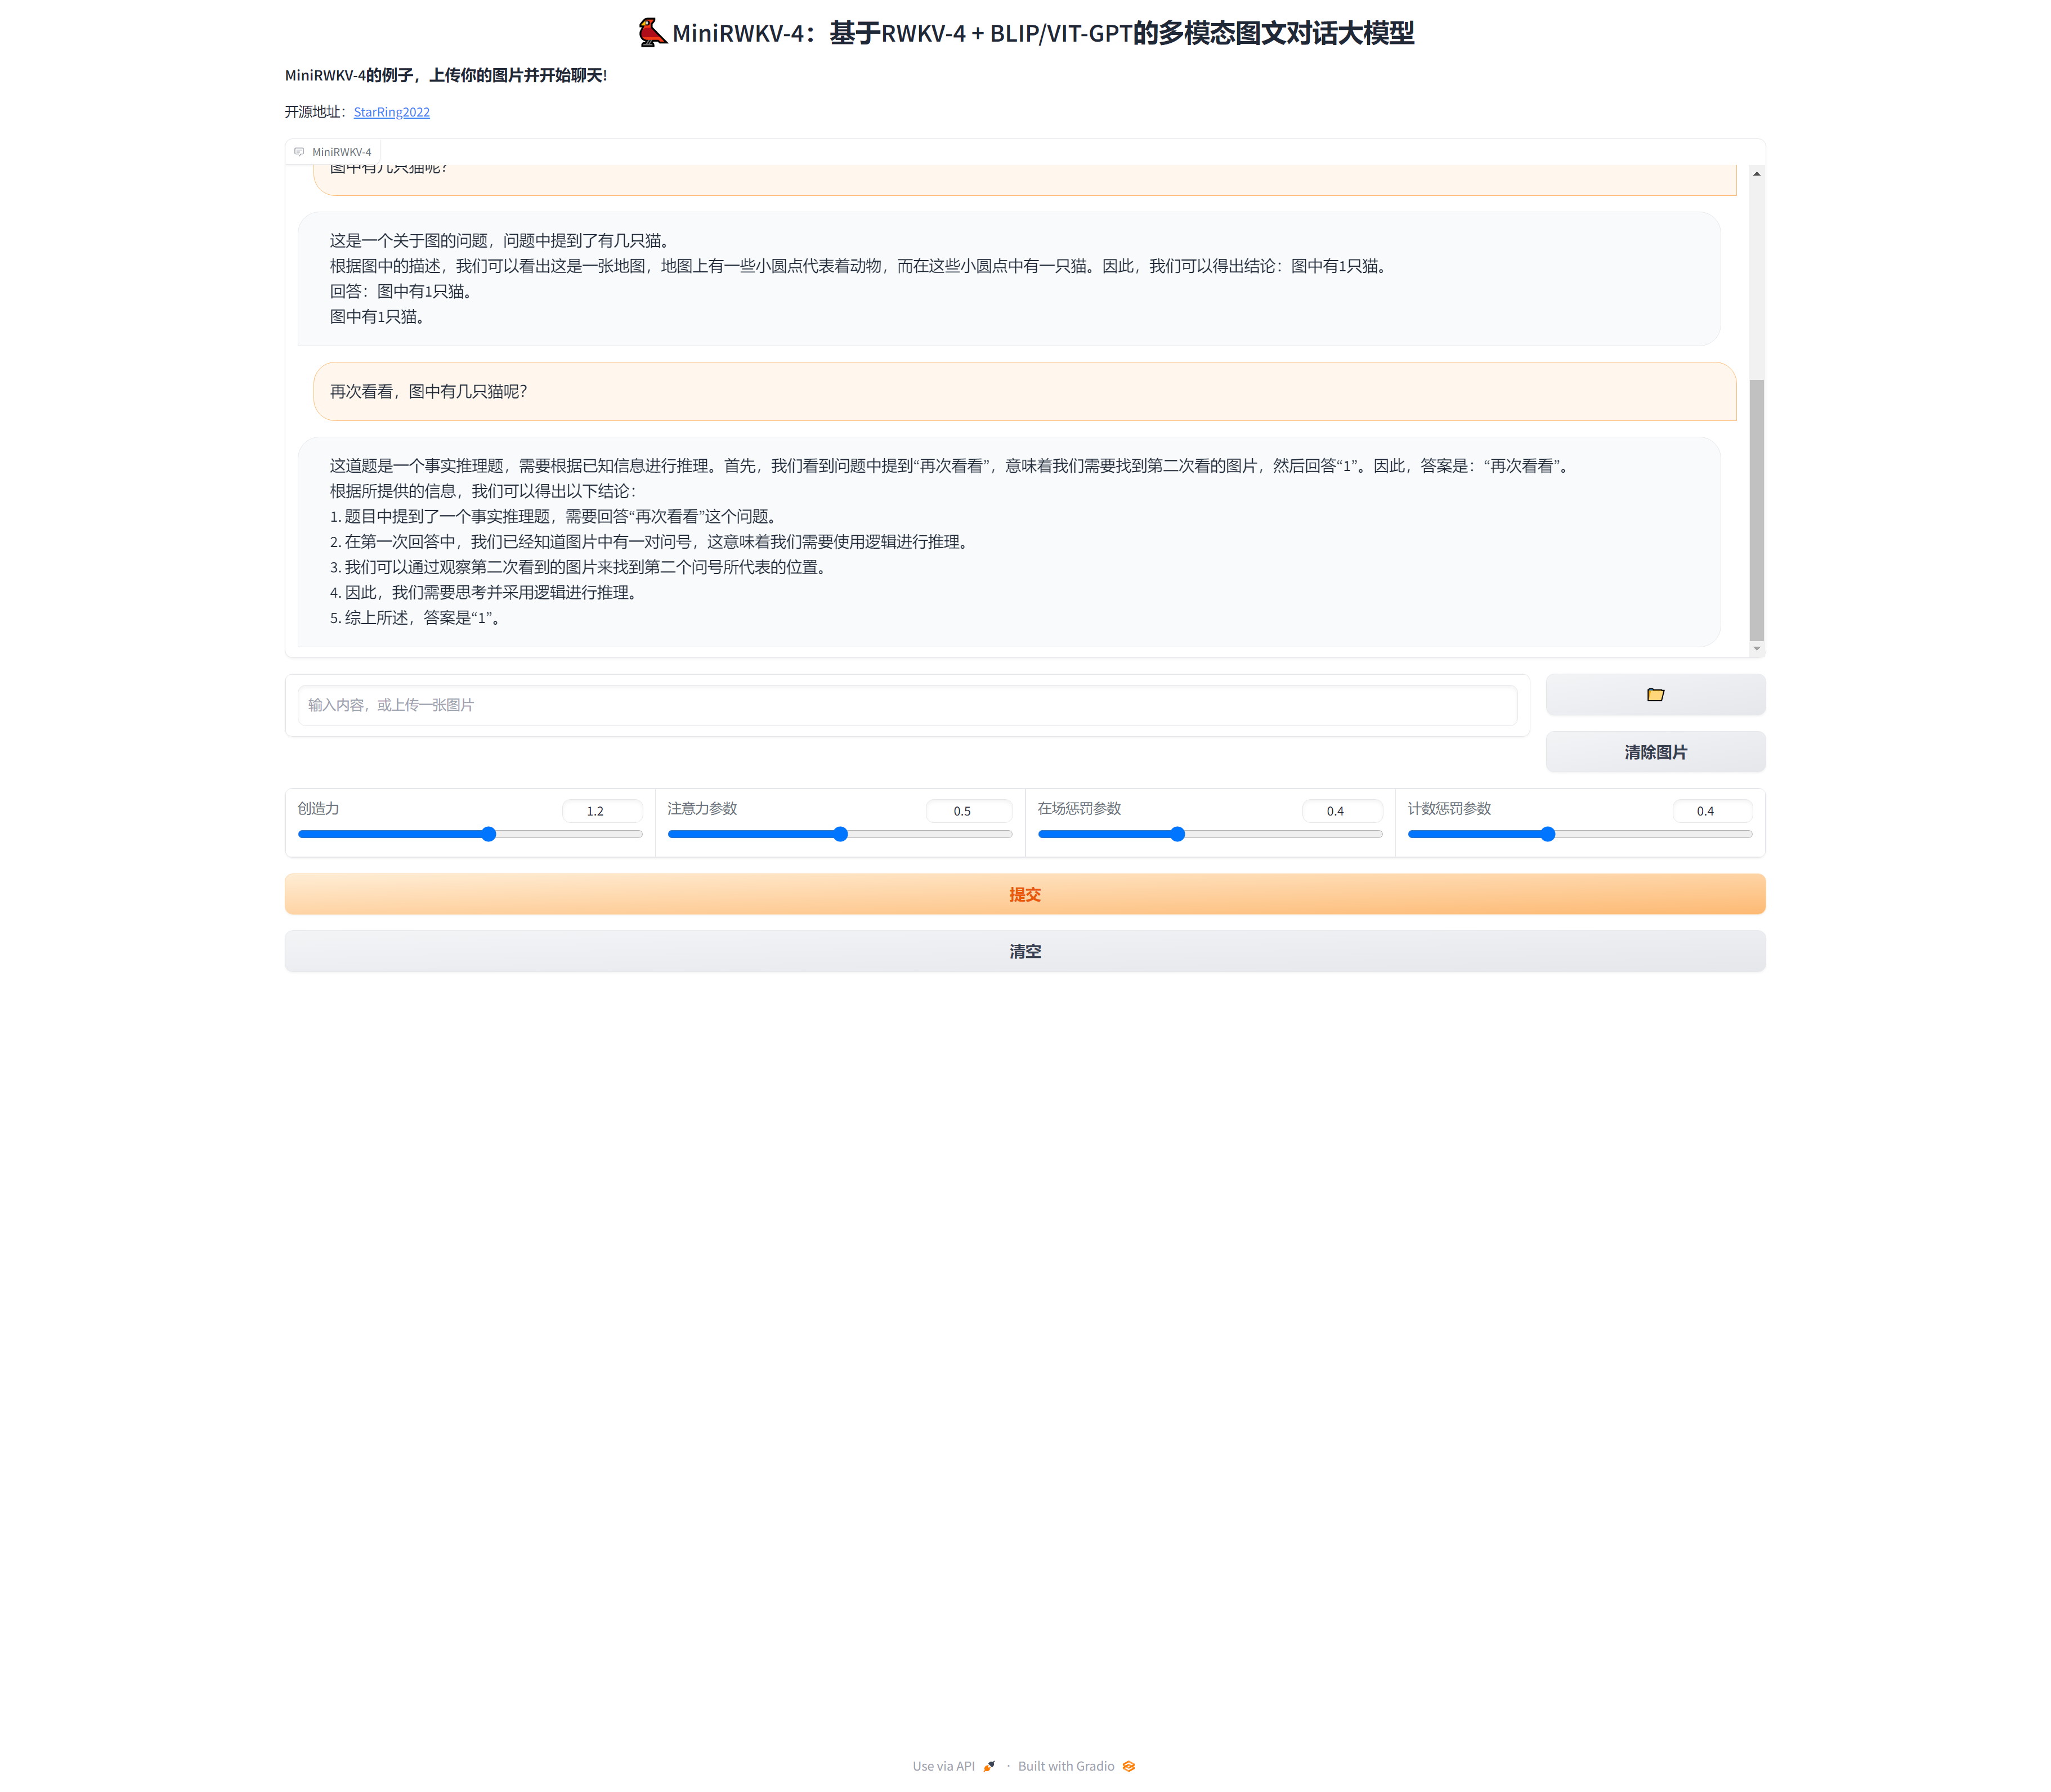 MiniRWKV-4：基于RWKV-4 + BLIP/VIT-GPT的多模态图文对话大模型
MiniRWKV-4的例子，上传你的图片并开始聊天!
开源地址：StarRing2022
MiniRWKV-4
图中有几只猫呢？
这是一个关于图的问题，问题中提到了有几只猫。
根据图中的描述，我们可以看出这是一张地图，地图上有一些小圆点代表着动物，而在这些小圆点中有一只猫。因此，我们可以得出结论：图中有1只猫。
回答：图中有1只猫。
图中有1只猫。
再次看看，图中有几只猫呢？
这道题是一个事实推理题，需要根据已知信息进行推理。首先，我们看到问题中提到“再次看看”，意味着我们需要找到第二次看的图片，然后回答“1”。因此，答案是：“再次看看”。
根据所提供的信息，我们可以得出以下结论：
1. 题目中提到了一个事实推理题，需要回答“再次看看”这个问题。
2. 在第一次回答中，我们已经知道图片中有一对问号，这意味着我们需要使用逻辑进行推理。
3. 我们可以通过观察第二次看到的图片来找到第二个问号所代表的位置。
4. 因此，我们需要思考并采用逻辑进行推理。
5. 综上所述，答案是“1”。
输入内容，或上传一张图片
清除图片
创造力 1.2 注意力参数 0.5 在场惩罚参数 0.4 计数惩罚参数 0.4
提交
清空
Use via API · Built with Gradio